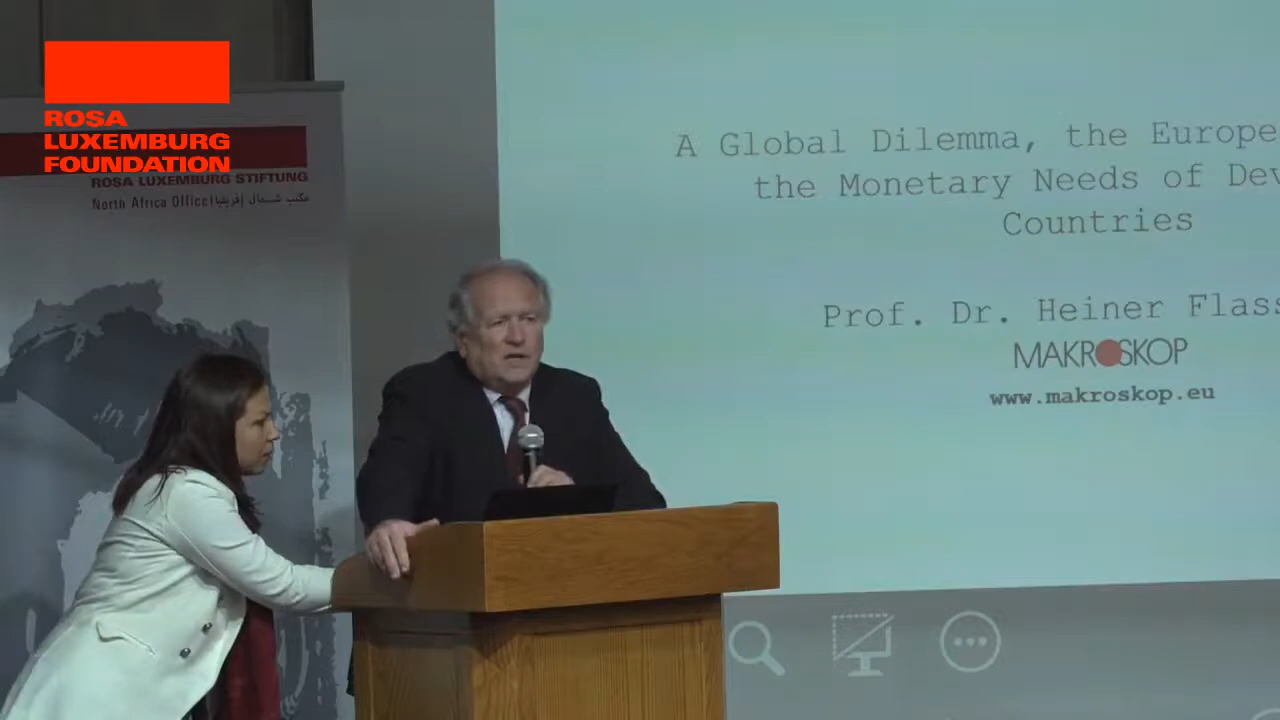 ROSA
LUXEMBURG
FOUNDATION
ROSA LUXEMBURG STIFTUNG
North Africa Office | مكتب شمال إفريقيا
A Global Dilemma, the Europe
the Monetary Needs of Dev
Countries
Prof. Dr. Heiner Flass
MAKROSKOP
www.makroskop.eu